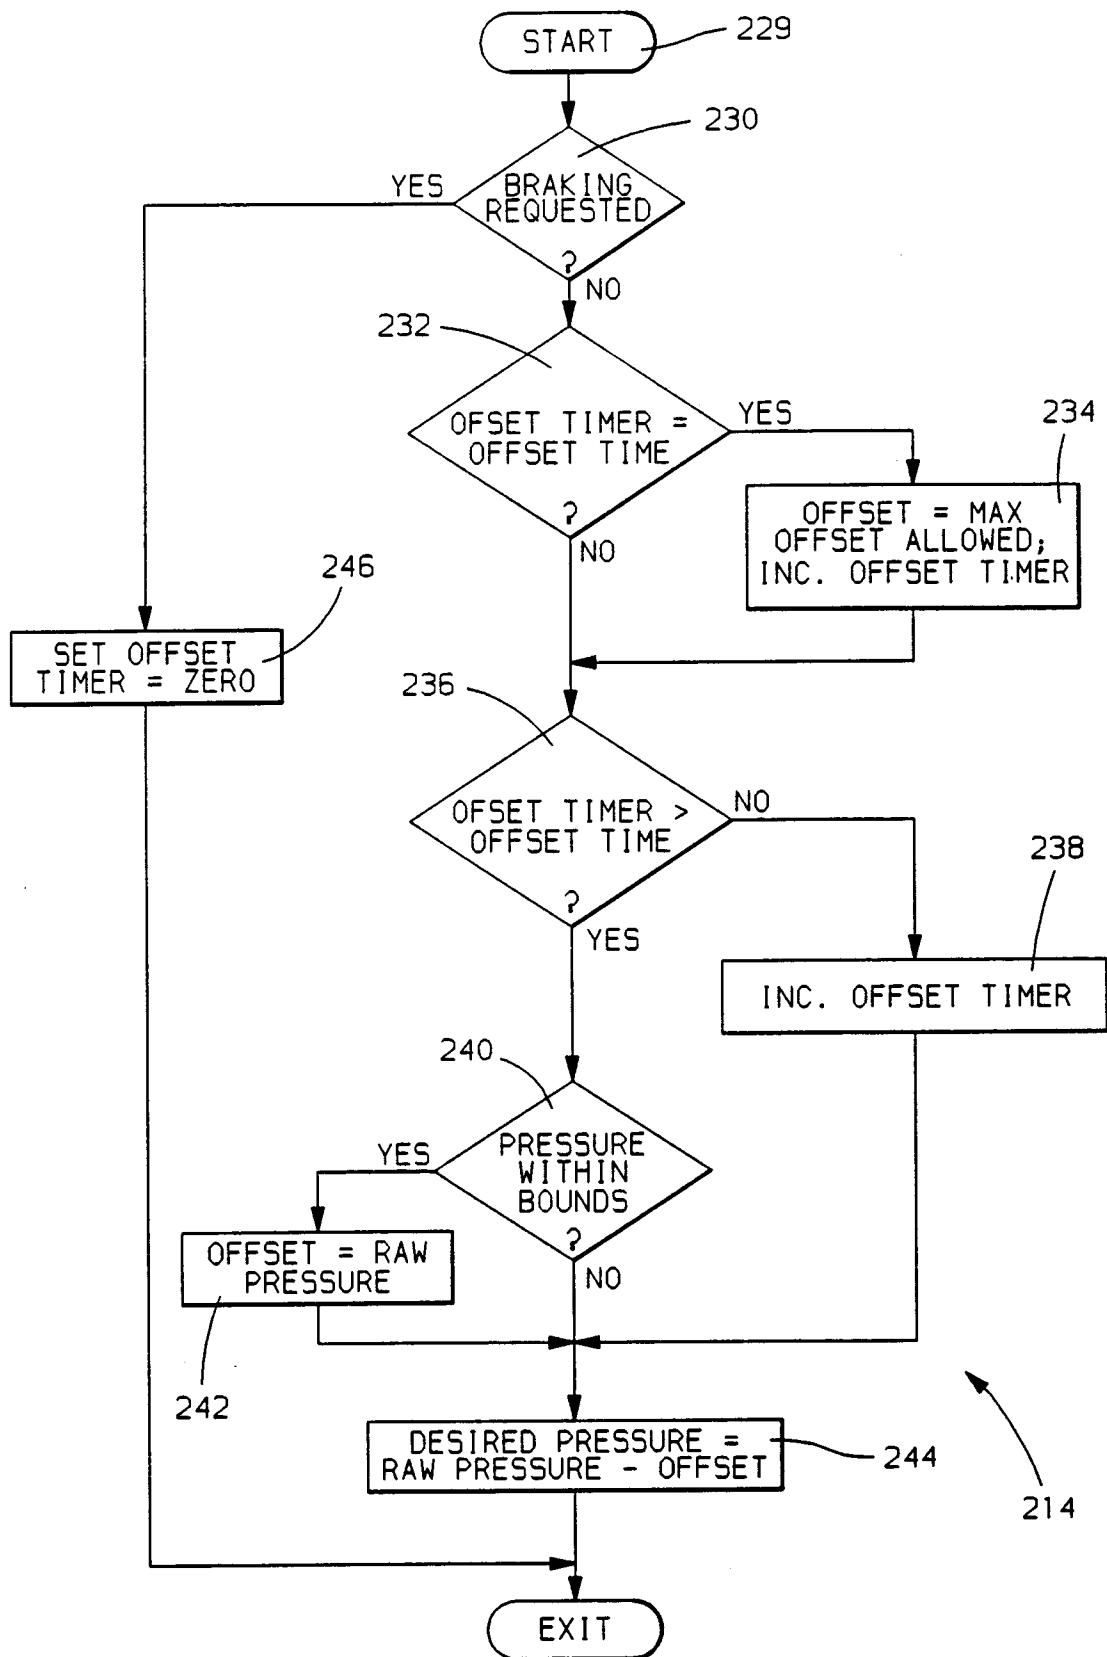 START
229
230
YES
BRAKING
REQUESTED
?
NO
232
OFSET TIMER =
OFFSET TIME
?
YES
NO
234
OFFSET = MAX
OFFSET ALLOWED;
INC. OFFSET TIMER
246
SET OFFSET
TIMER = ZERO
236
OFSET TIMER >
OFFSET TIME
?
NO
YES
238
INC. OFFSET TIMER
240
YES
PRESSURE
WITHIN
BOUNDS
?
NO
OFFSET = RAW
PRESSURE
242
DESIRED PRESSURE =
RAW PRESSURE - OFFSET
244
214
EXIT